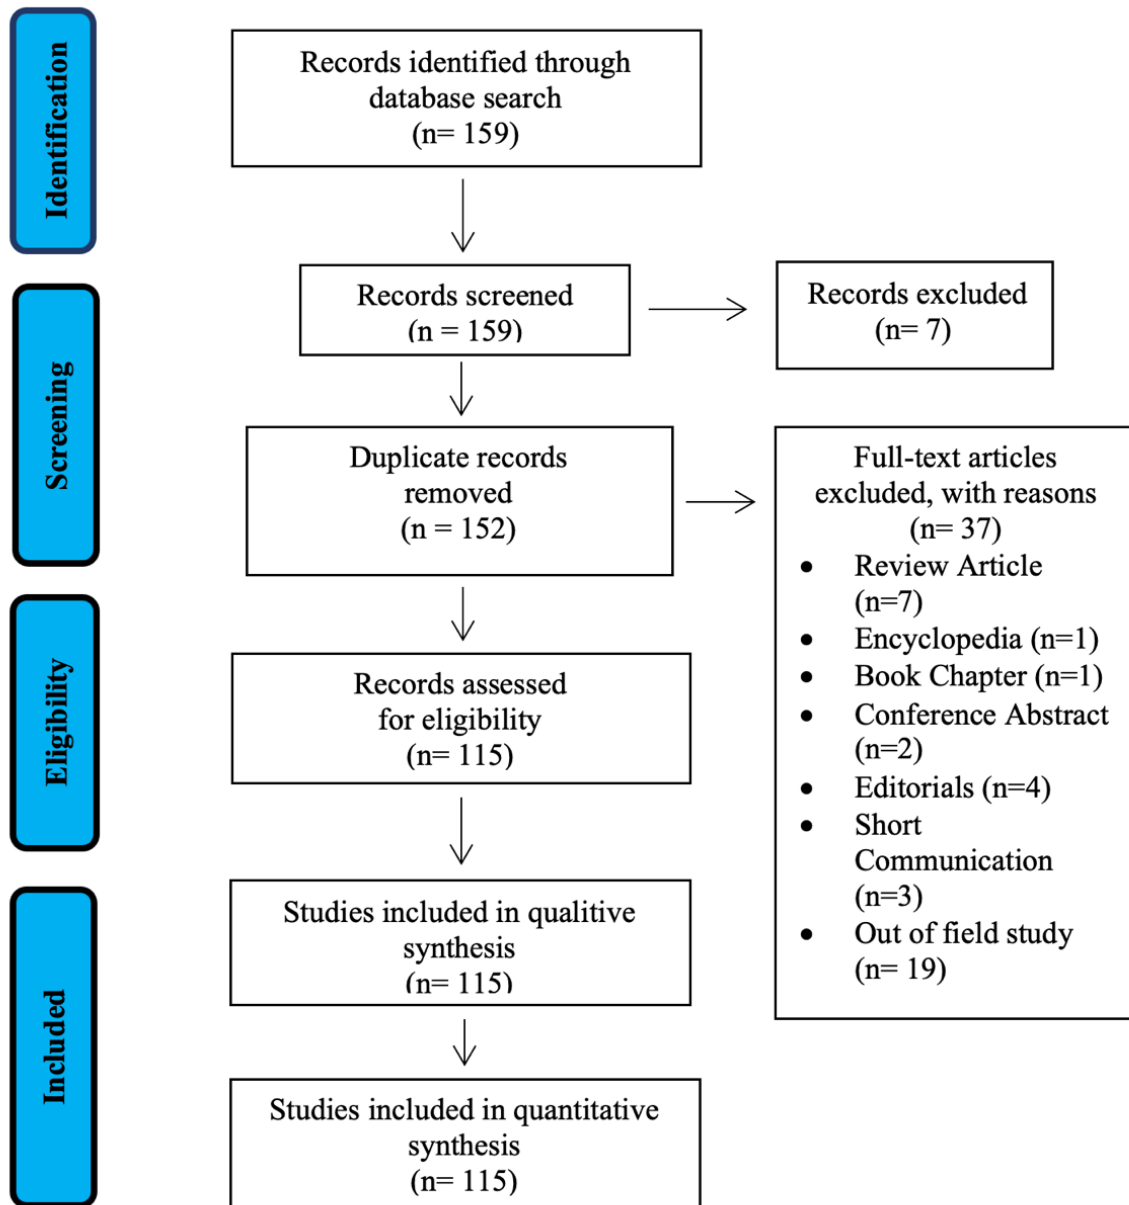 Identification
Records identified through
database search
(n= 159)
Screening
Records screened
(n = 159)
Records excluded
(n= 7)
Duplicate records
removed
(n = 152)
Full-text articles
excluded, with reasons
(n= 37)
• Review Article
(n=7)
• Encyclopedia (n=1)
• Book Chapter (n=1)
• Conference Abstract
(n=2)
• Editorials (n=4)
• Short
Communication
(n=3)
• Out of field study
(n= 19)
Eligibility
Records assessed
for eligibility
(n= 115)
Included
Studies included in qualitive
synthesis
(n= 115)
Studies included in quantitative
synthesis
(n= 115)